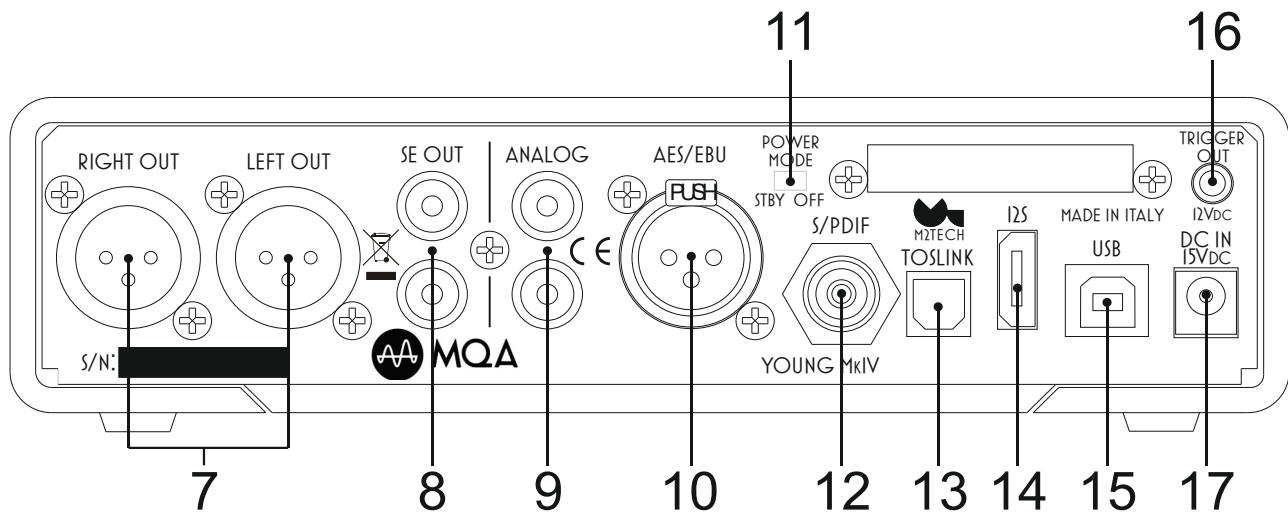 11
16
RIGHT OUT
LEFT OUT
SE OUT
ANALOG
AES/EBU
PUSH
POWER
MODE
STBY OFF
TRIGGER
OUT
12VDC
S/PDIF
M2TECH
TOSLINK
I2S
MADE IN ITALY
USB
DC IN
15VDC
CE
S/N:
MQA
YOUNG MkIV
7
8
9
10
12
13
14
15
17